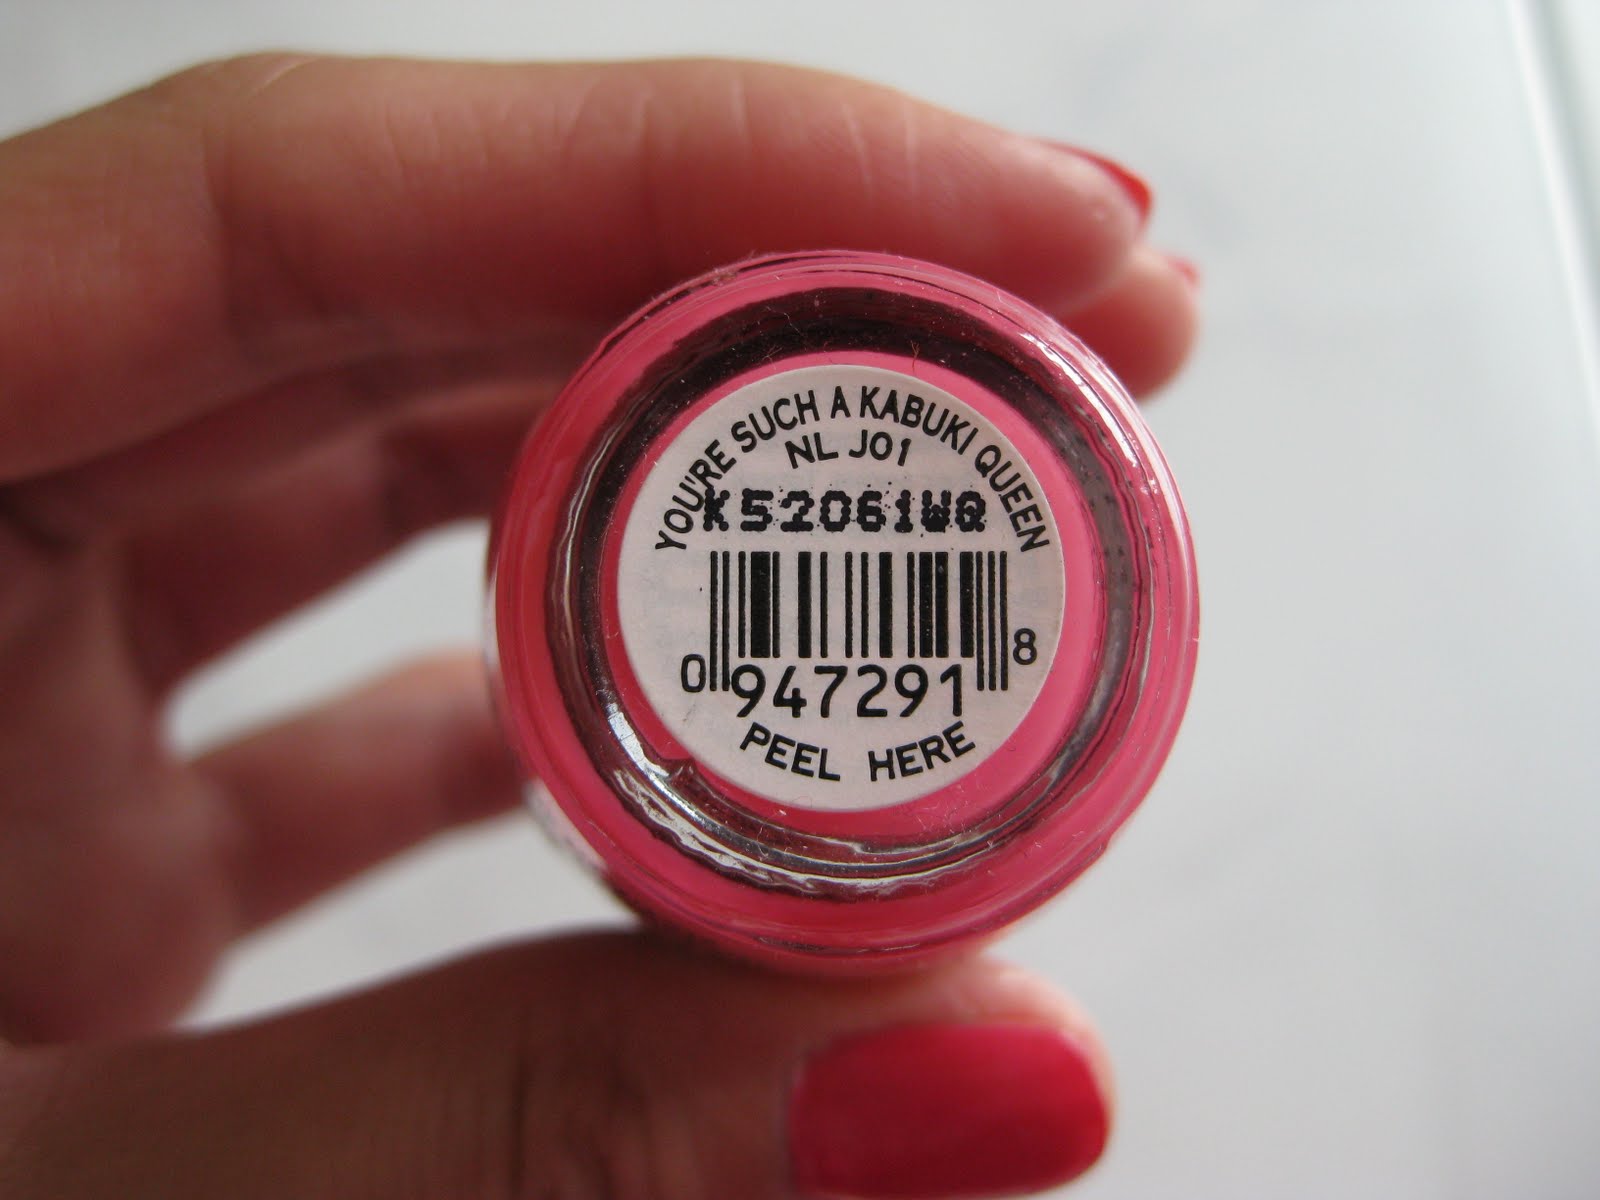 YOU'RE SUCH A KABUKI QUEEN
NL J01
K52061WQ
0 947291 8
PEEL HERE